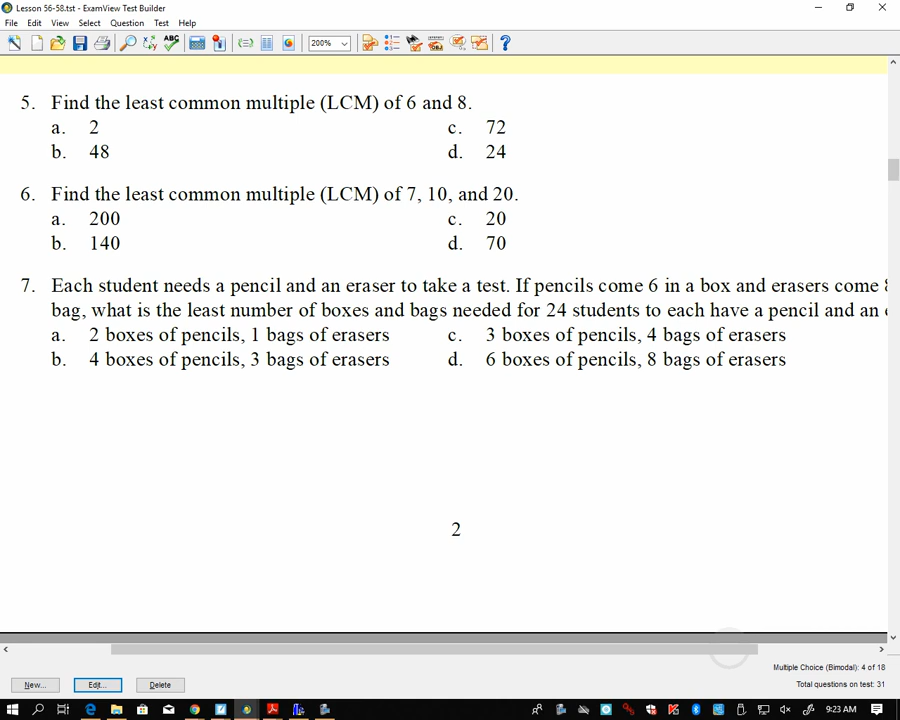 Lesson 56-58.tst - ExamView Test Builder
File Edit View Select Question Test Help
ABC 200% ?
5. Find the least common multiple (LCM) of 6 and 8.
a. 2 c. 72
b. 48 d. 24
6. Find the least common multiple (LCM) of 7, 10, and 20.
a. 200 c. 20
b. 140 d. 70
7. Each student needs a pencil and an eraser to take a test. If pencils come 6 in a box and erasers come
bag, what is the least number of boxes and bags needed for 24 students to each have a pencil and an
a. 2 boxes of pencils, 1 bags of erasers c. 3 boxes of pencils, 4 bags of erasers
b. 4 boxes of pencils, 3 bags of erasers d. 6 boxes of pencils, 8 bags of erasers
2
Multiple Choice (Bimodal): 4 of 18
New... Edit... Delete Total questions on test: 31
9:23 AM